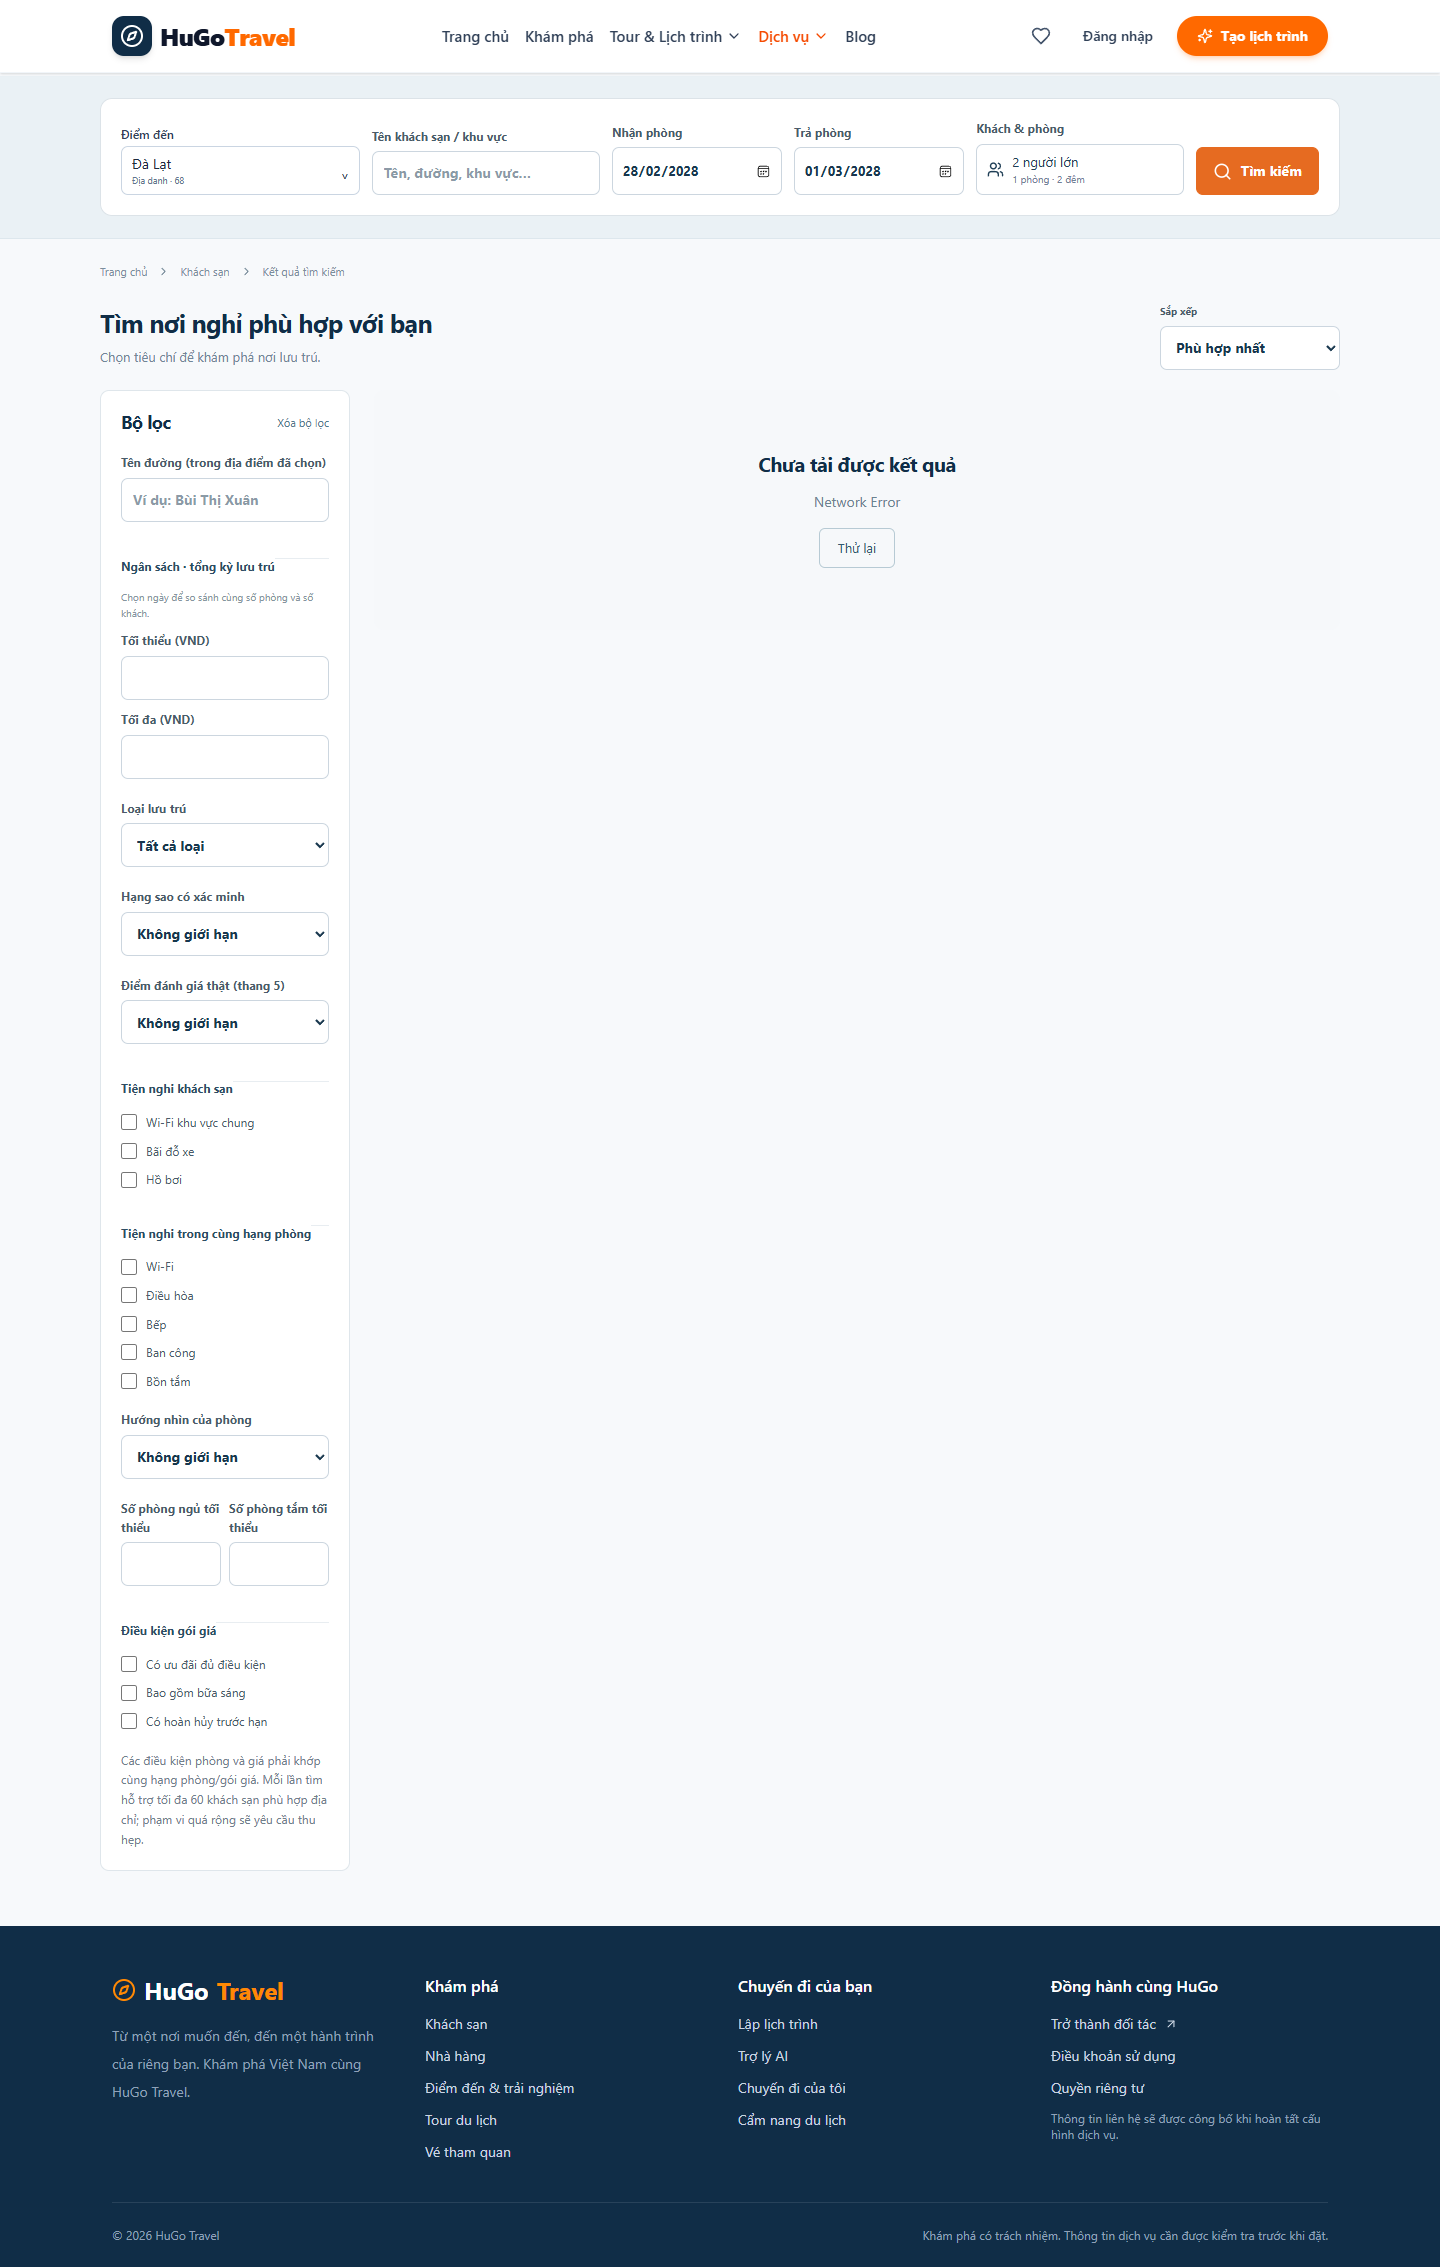 HuGoTravel
Trang chủ
Khám phá
Tour & Lịch trình
Dịch vụ
Blog
Đăng nhập
Tạo lịch trình
Điểm đến
Đà Lạt
Địa danh · 68
Tên khách sạn / khu vực
Tên, đường, khu vực...
Nhận phòng
28/02/2028
Trả phòng
01/03/2028
Khách & phòng
2 người lớn
1 phòng · 2 đêm
Tìm kiếm
Trang chủ > Khách sạn > Kết quả tìm kiếm
Tìm nơi nghỉ phù hợp với bạn
Chọn tiêu chí để khám phá nơi lưu trú.
Sắp xếp
Phù hợp nhất
Bộ lọc
Xóa bộ lọc
Tên đường (trong địa điểm đã chọn)
Ví dụ: Bùi Thị Xuân
Ngân sách · tổng kỳ lưu trú
Chọn ngày để so sánh cùng số phòng và số
khách.
Tối thiểu (VND)
Tối đa (VND)
Loại lưu trú
Tất cả loại
Hạng sao có xác minh
Không giới hạn
Điểm đánh giá thật (thang 5)
Không giới hạn
Tiện nghi khách sạn
Wi-Fi khu vực chung
Bãi đỗ xe
Hồ bơi
Tiện nghi trong cùng hạng phòng
Wi-Fi
Điều hòa
Bếp
Ban công
Bồn tắm
Hướng nhìn của phòng
Không giới hạn
Số phòng ngủ tối
thiểu
Số phòng tắm tối
thiểu
Điều kiện gói giá
Có ưu đãi đủ điều kiện
Bao gồm bữa sáng
Có hoàn hủy trước hạn
Các điều kiện phòng và giá phải khớp
cùng hạng phòng/gói giá. Mỗi lần tìm
hỗ trợ tối đa 60 khách sạn phù hợp địa
chỉ; phạm vi quá rộng sẽ yêu cầu thu
hẹp.
Chưa tải được kết quả
Network Error
Thử lại
HuGo Travel
Từ một nơi muốn đến, đến một hành trình
của riêng bạn. Khám phá Việt Nam cùng
HuGo Travel.
Khám phá
Khách sạn
Nhà hàng
Điểm đến & trải nghiệm
Tour du lịch
Vé tham quan
Chuyến đi của bạn
Lập lịch trình
Trợ lý AI
Chuyến đi của tôi
Cẩm nang du lịch
Đồng hành cùng HuGo
Trở thành đối tác
Điều khoản sử dụng
Quyền riêng tư
Thông tin liên hệ sẽ được công bố khi hoàn tất cấu
hình dịch vụ.
© 2026 HuGo Travel
Khám phá có trách nhiệm. Thông tin dịch vụ cần được kiểm tra trước khi đặt.